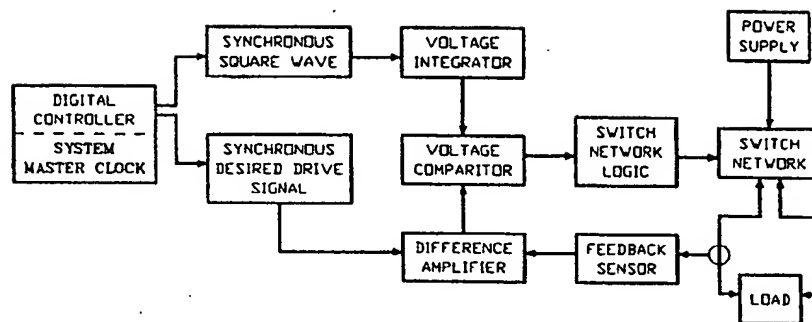 SYNCHRONOUS
SQUARE WAVE
VOLTAGE
INTEGRATOR
POWER
SUPPLY
DIGITAL
CONTROLLER
SYSTEM
MASTER CLOCK
SYNCHRONOUS
DESIRED DRIVE
SIGNAL
VOLTAGE
COMPARITOR
SWITCH
NETWORK
LOGIC
SWITCH
NETWORK
DIFFERENCE
AMPLIFIER
FEEDBACK
SENSOR
LOAD